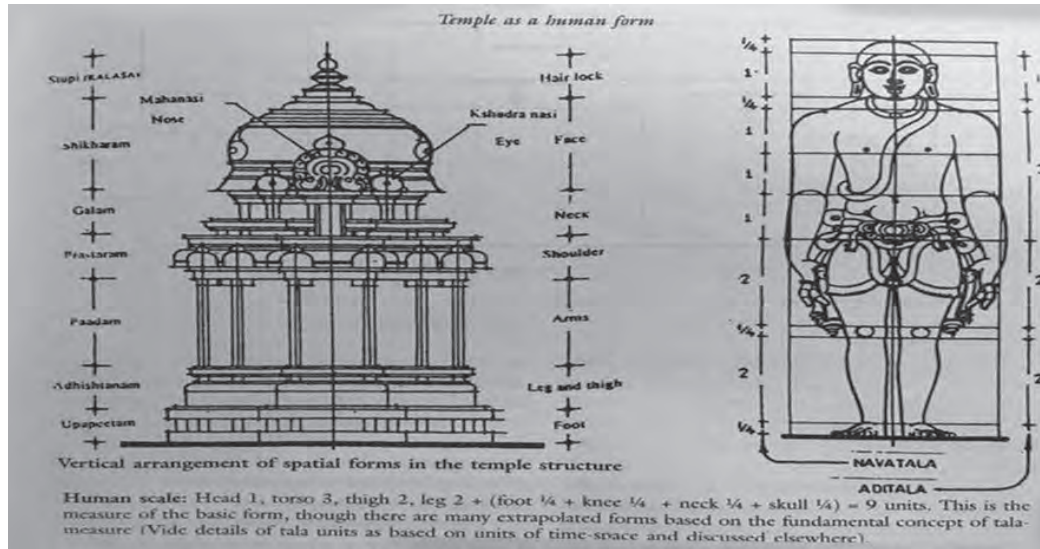 Temple as a human form
Stupi (KALASA)
Hair lock
Mahanasi
Nose
Kshudra nasi
Eye
Shikharam
Face
Galam
Neck
Prastaram
Shoulder
Paadam
Arms
Adhishtanam
Leg and thigh
Upapeetam
Foot
Vertical arrangement of spatial forms in the temple structure
1/4
1
1/4
1
1
1
2
1/4
2
1/4
2
2
NAVATALA
ADITALA
Human scale: Head 1, torso 3, thigh 2, leg 2 + (foot ¼ + knee ¼ + neck ¼ + skull ¼) = 9 units. This is the
measure of the basic form, though there are many extrapolated forms based on the fundamental concept of tala-
measure (Vide details of tala units as based on units of time-space and discussed elsewhere).